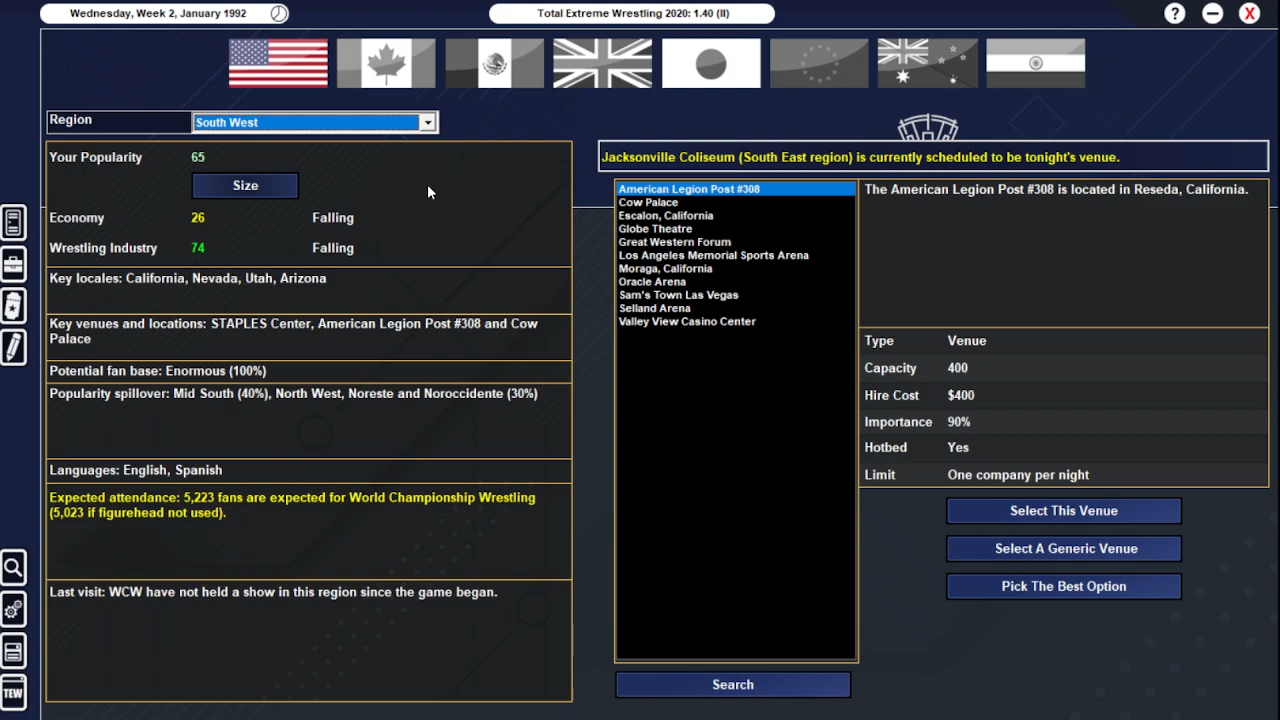 Wednesday, Week 2, January 1992
Total Extreme Wrestling 2020: 1.40 (II)
?
X
Region
South West
Your Popularity 65
Size
Economy 26 Falling
Wrestling Industry 74 Falling
Key locales: California, Nevada, Utah, Arizona
Key venues and locations: STAPLES Center, American Legion Post #308 and Cow
Palace
Potential fan base: Enormous (100%)
Popularity spillover: Mid South (40%), North West, Noreste and Noroccidente (30%)
Languages: English, Spanish
Expected attendance: 5,223 fans are expected for World Championship Wrestling
(5,023 if figurehead not used).
Last visit: WCW have not held a show in this region since the game began.
Jacksonville Coliseum (South East region) is currently scheduled to be tonight's venue.
American Legion Post #308
Cow Palace
Escalon, California
Globe Theatre
Great Western Forum
Los Angeles Memorial Sports Arena
Moraga, California
Oracle Arena
Sam's Town Las Vegas
Selland Arena
Valley View Casino Center
Search
The American Legion Post #308 is located in Reseda, California.
Type Venue
Capacity 400
Hire Cost $400
Importance 90%
Hotbed Yes
Limit One company per night
Select This Venue
Select A Generic Venue
Pick The Best Option
TEW